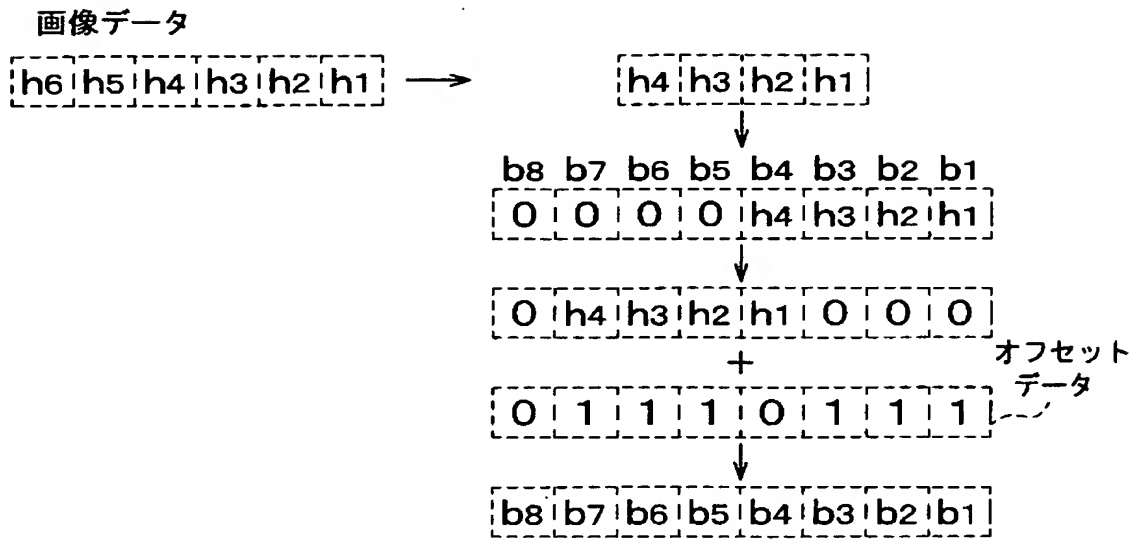 画像データ
h6 h5 h4 h3 h2 h1
h4 h3 h2 h1
b8 b7 b6 b5 b4 b3 b2 b1
0 0 0 0 h4 h3 h2 h1
0 h4 h3 h2 h1 0 0 0
+
オフセット
データ
0 1 1 1 0 1 1 1
b8 b7 b6 b5 b4 b3 b2 b1